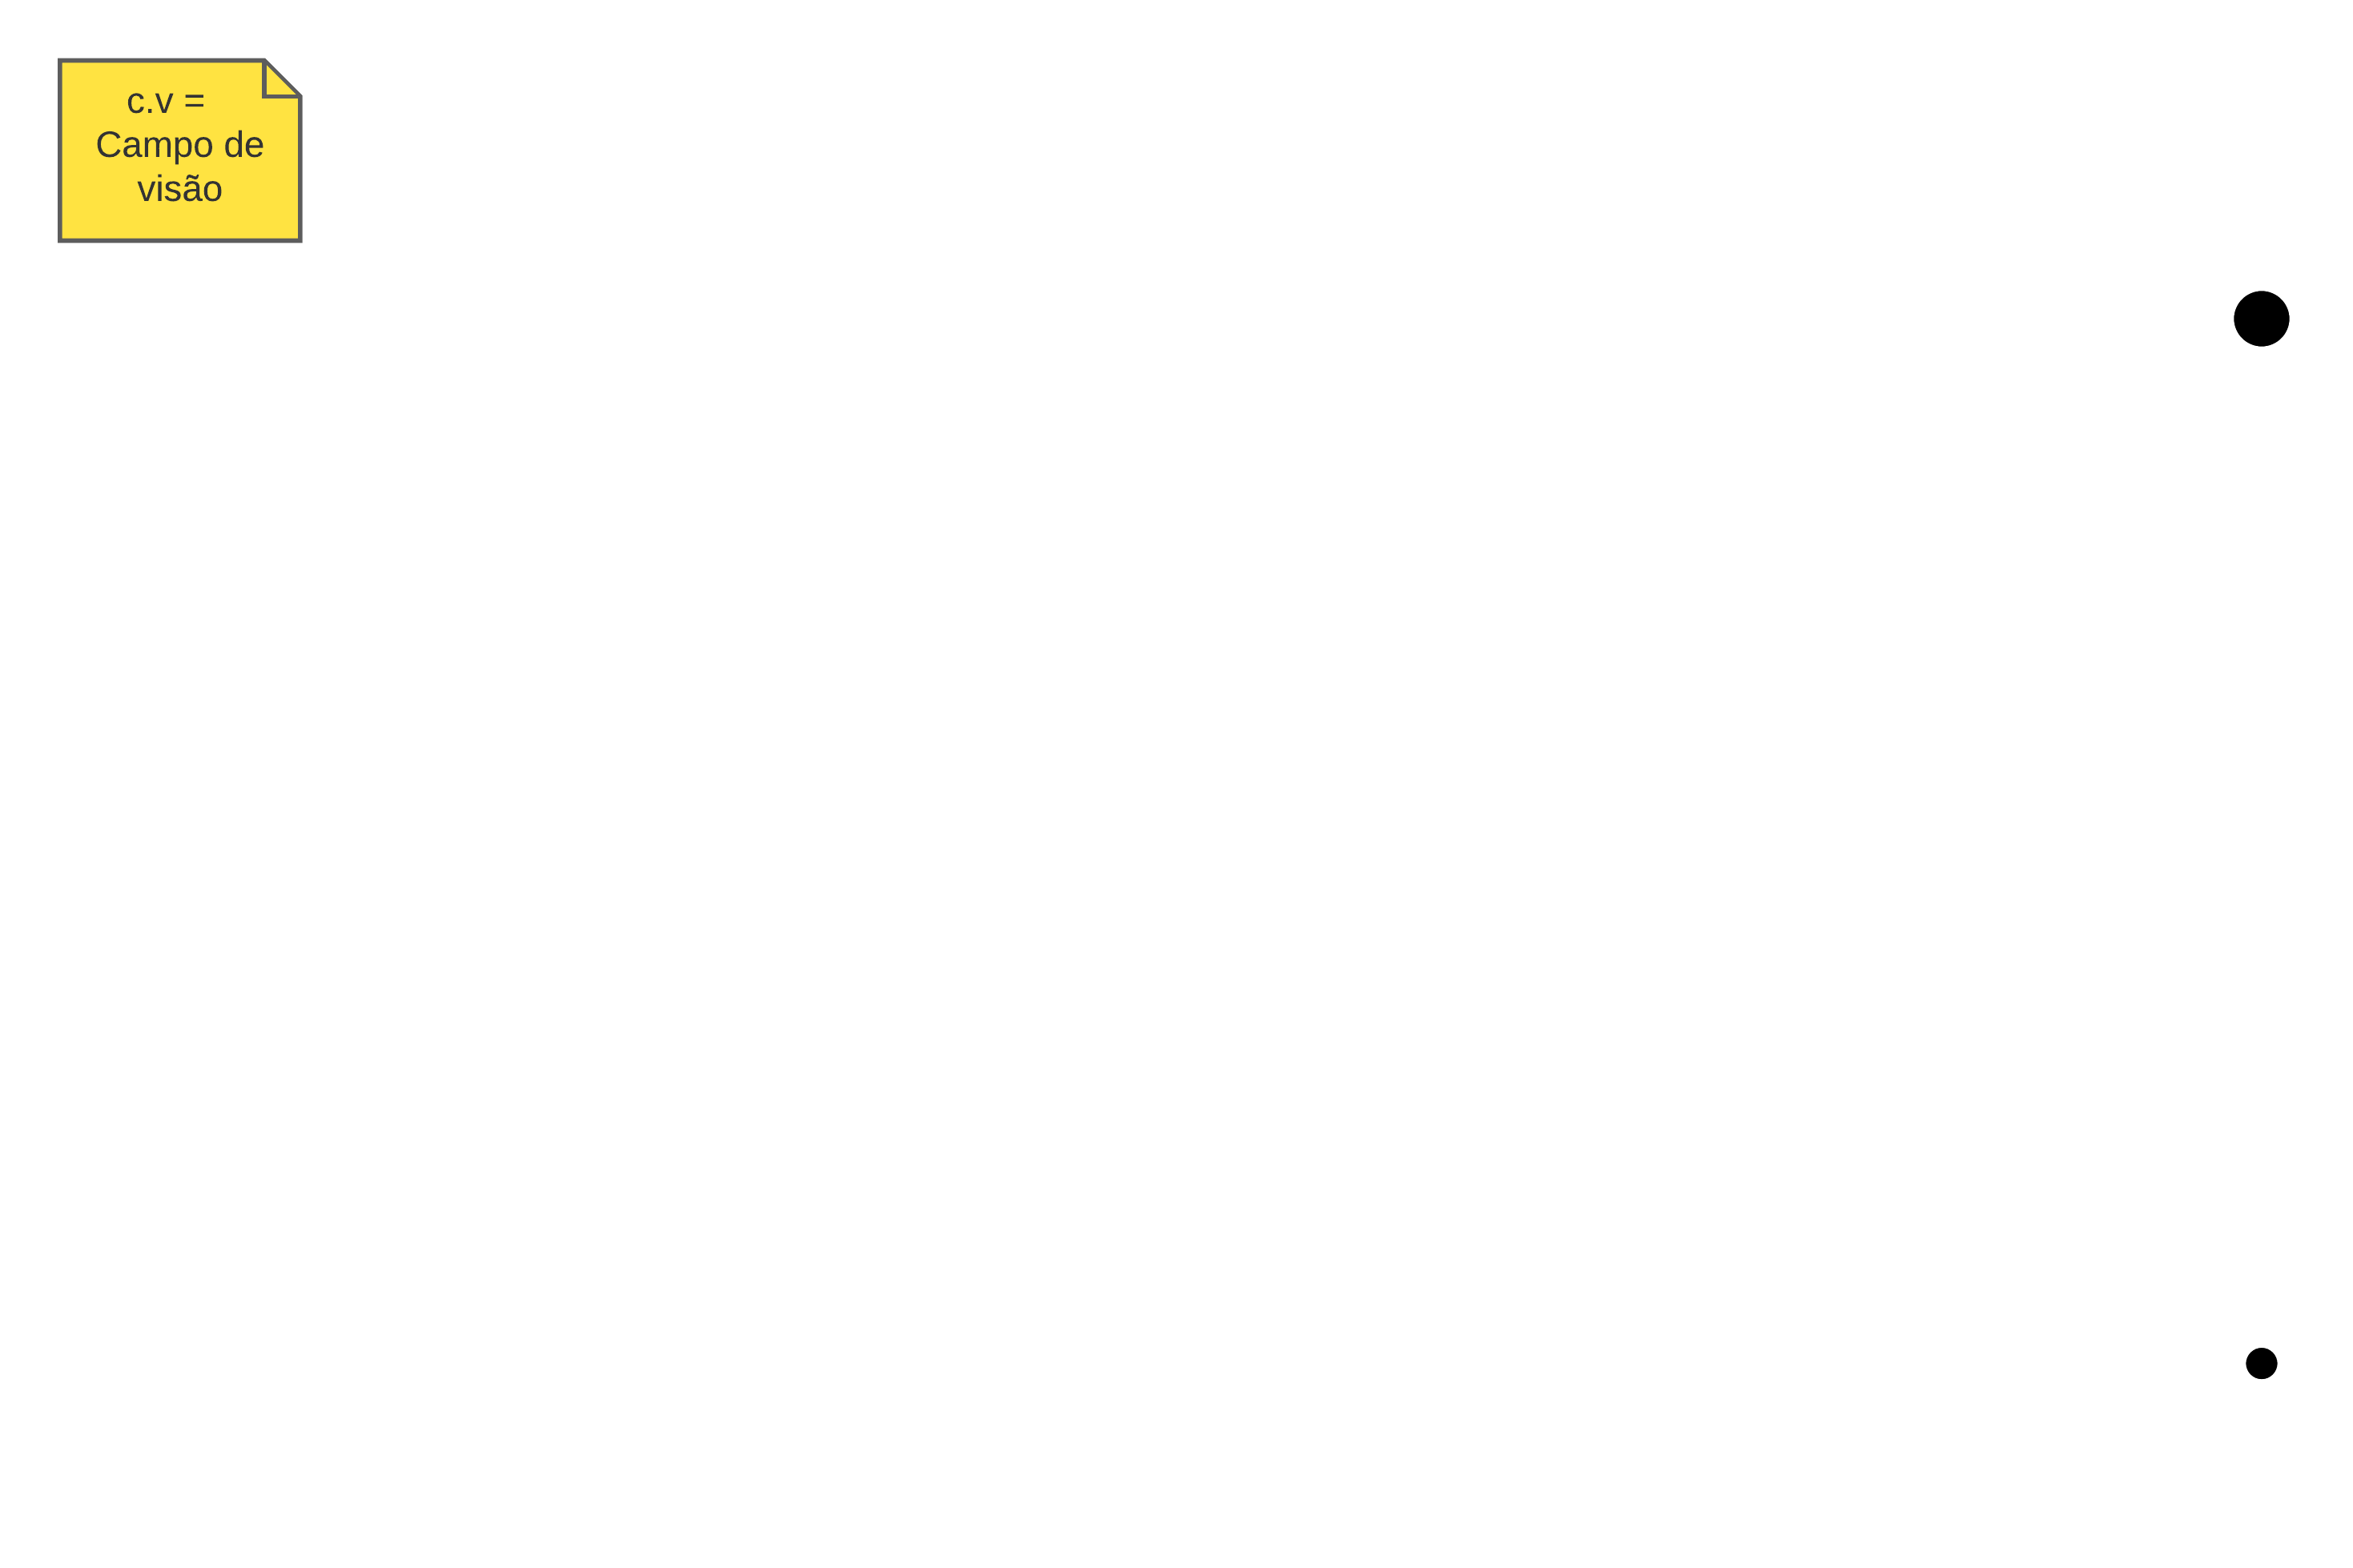 c.v =
Campo de
visão